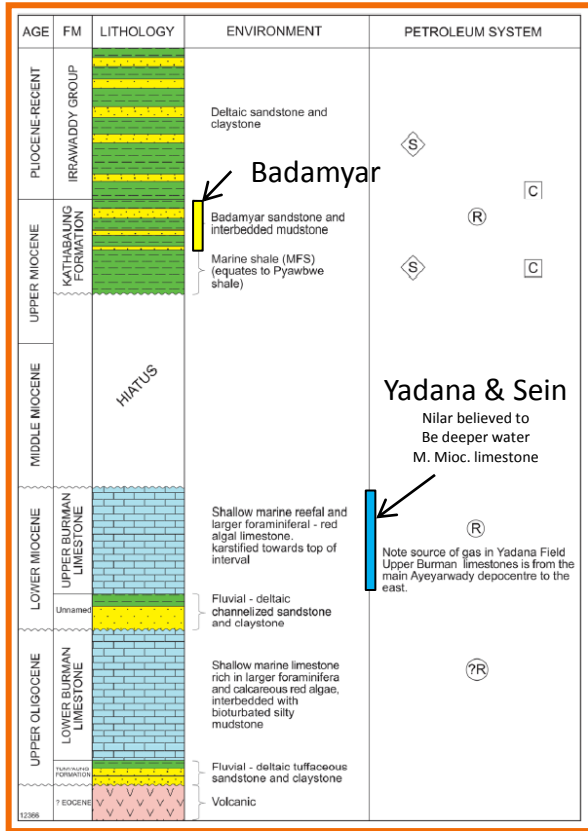 AGE
FM
LITHOLOGY
ENVIRONMENT
PETROLEUM SYSTEM
PLIOCENE-RECENT
IRRAWADDY GROUP
Deltaic sandstone and
claystone
S
C
Badamyar
UPPER MIOCENE
KATHABAUNG
FORMATION
Badamyar sandstone and
interbedded mudstone
R
Marine shale (MFS)
(equates to Pyawbwe
shale)
S
C
MIDDLE MIOCENE
HIATUS
Yadana & Sein
Nilar believed to
Be deeper water
M. Mioc. limestone
LOWER MIOCENE
UPPER BURMAN
LIMESTONE
Shallow marine reefal and
larger foraminiferal - red
algal limestone.
karstified towards top of
interval
R
Note source of gas in Yadana Field
Upper Burman limestones is from the
main Ayeyarwady depocentre to the
east.
Unnamed
Fluvial - deltaic
channelized sandstone
and claystone
UPPER OLIGOCENE
LOWER BURMAN
LIMESTONE
Shallow marine limestone
rich in larger foraminifera
and calcareous red algae,
interbedded with
bioturbated silty
mudstone
?R
FORMATION
Fluvial - deltaic tuffaceous
sandstone and claystone
? EOCENE
Volcanic
12366